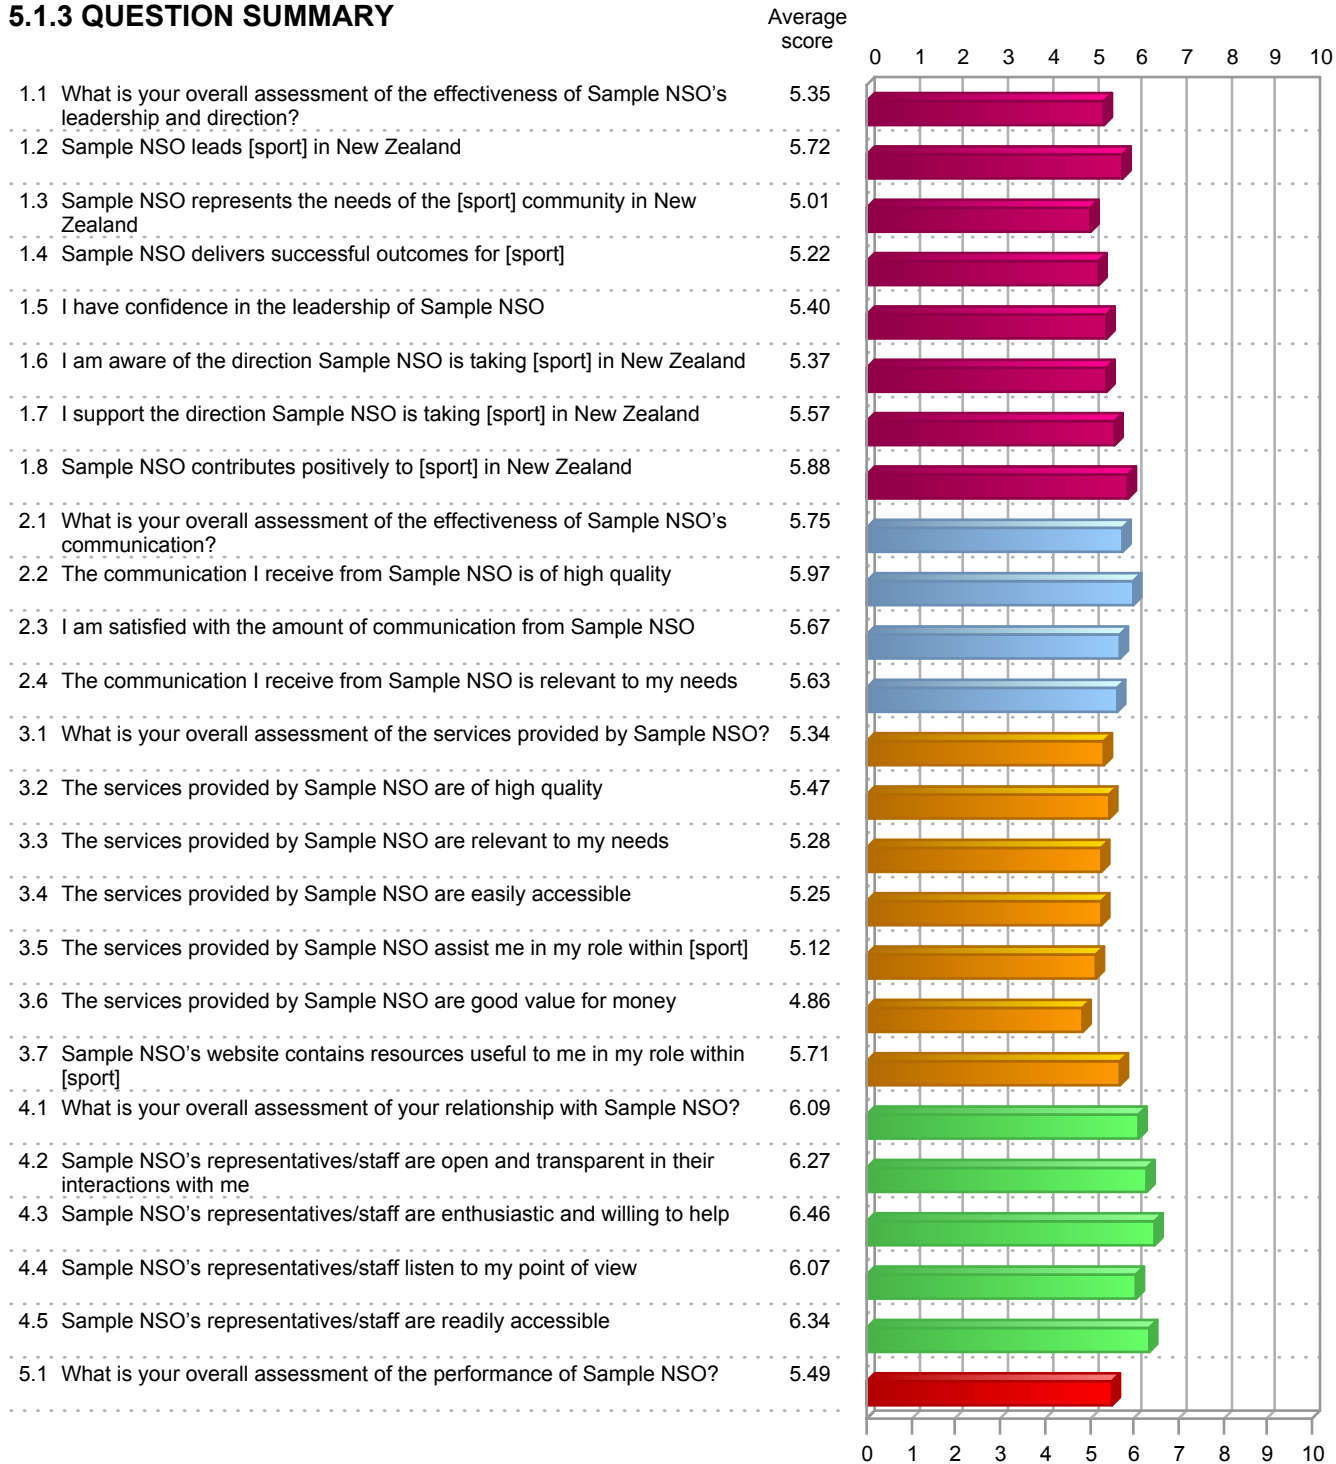 5.1.3 QUESTION SUMMARY
Average
score
0 1 2 3 4 5 6 7 8 9 10
1.1 What is your overall assessment of the effectiveness of Sample NSO’s 5.35
leadership and direction?
1.2 Sample NSO leads [sport] in New Zealand 5.72
1.3 Sample NSO represents the needs of the [sport] community in New 5.01
Zealand
1.4 Sample NSO delivers successful outcomes for [sport] 5.22
1.5 I have confidence in the leadership of Sample NSO 5.40
1.6 I am aware of the direction Sample NSO is taking [sport] in New Zealand 5.37
1.7 I support the direction Sample NSO is taking [sport] in New Zealand 5.57
1.8 Sample NSO contributes positively to [sport] in New Zealand 5.88
2.1 What is your overall assessment of the effectiveness of Sample NSO’s 5.75
communication?
2.2 The communication I receive from Sample NSO is of high quality 5.97
2.3 I am satisfied with the amount of communication from Sample NSO 5.67
2.4 The communication I receive from Sample NSO is relevant to my needs 5.63
3.1 What is your overall assessment of the services provided by Sample NSO? 5.34
3.2 The services provided by Sample NSO are of high quality 5.47
3.3 The services provided by Sample NSO are relevant to my needs 5.28
3.4 The services provided by Sample NSO are easily accessible 5.25
3.5 The services provided by Sample NSO assist me in my role within [sport] 5.12
3.6 The services provided by Sample NSO are good value for money 4.86
3.7 Sample NSO’s website contains resources useful to me in my role within 5.71
[sport]
4.1 What is your overall assessment of your relationship with Sample NSO? 6.09
4.2 Sample NSO’s representatives/staff are open and transparent in their 6.27
interactions with me
4.3 Sample NSO’s representatives/staff are enthusiastic and willing to help 6.46
4.4 Sample NSO’s representatives/staff listen to my point of view 6.07
4.5 Sample NSO’s representatives/staff are readily accessible 6.34
5.1 What is your overall assessment of the performance of Sample NSO? 5.49
0 1 2 3 4 5 6 7 8 9 10